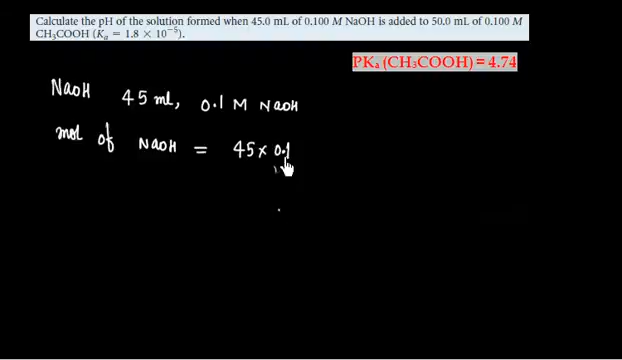 Calculate the pH of the solution formed when 45.0 mL of 0.100 M NaOH is added to 50.0 mL of 0.100 M
CH₃COOH (Kₐ = 1.8 × 10⁻⁵).
PKₐ (CH₃COOH) = 4.74
NaOH 45 ml, 0.1 M NaOH
mol of NaOH = 45 × 0.1